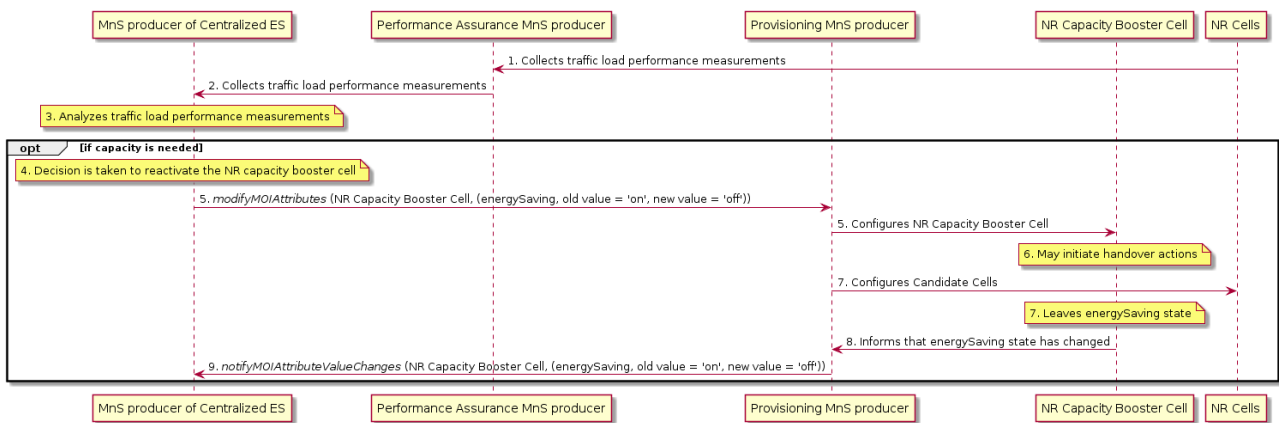 MnS producer of Centralized ES
Performance Assurance MnS producer
Provisioning MnS producer
NR Capacity Booster Cell
NR Cells
1. Collects traffic load performance measurements
2. Collects traffic load performance measurements
3. Analyzes traffic load performance measurements
opt
[if capacity is needed]
4. Decision is taken to reactivate the NR capacity booster cell
5. modifyMOIAttributes (NR Capacity Booster Cell, (energySaving, old value = 'on', new value = 'off'))
5. Configures NR Capacity Booster Cell
6. May initiate handover actions
7. Configures Candidate Cells
7. Leaves energySaving state
8. Informs that energySaving state has changed
9. notifyMOIAttributeValueChanges (NR Capacity Booster Cell, (energySaving, old value = 'on', new value = 'off'))
MnS producer of Centralized ES
Performance Assurance MnS producer
Provisioning MnS producer
NR Capacity Booster Cell
NR Cells